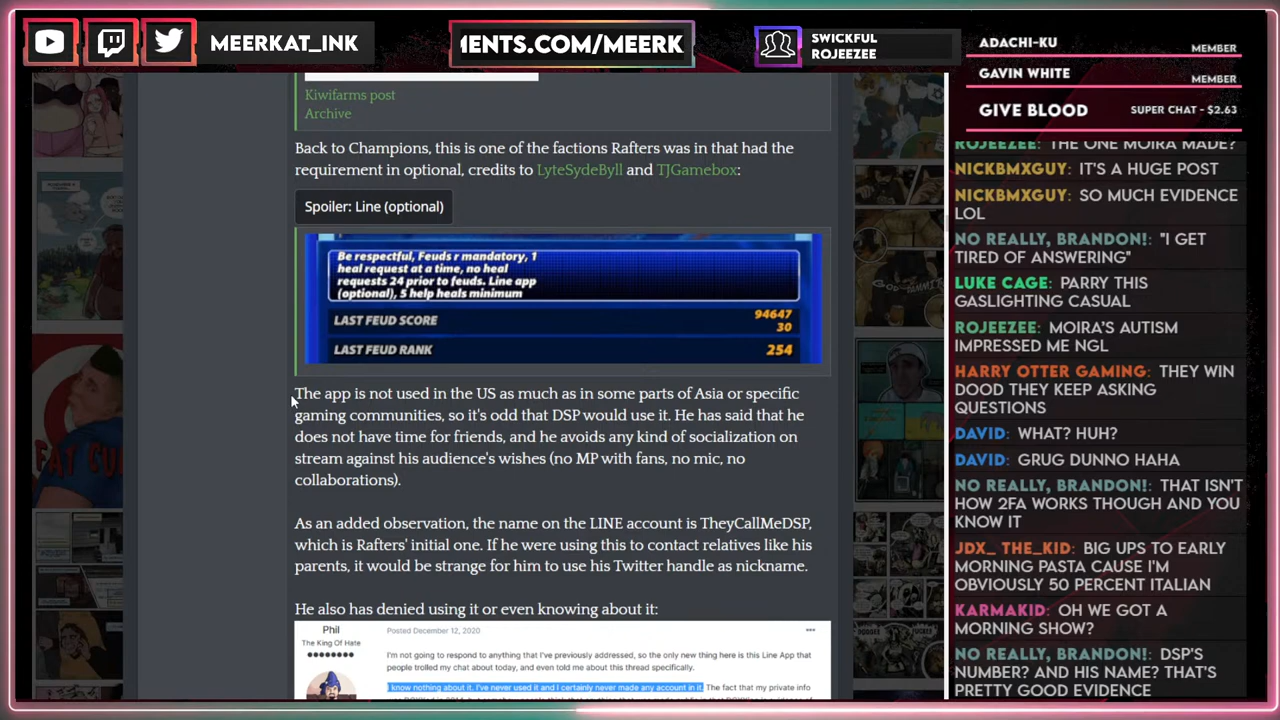 MEERKAT_INK
1ENTS.COM/MEERK
SWICKFUL
ROJEEZEE
ADACHI-KU
MEMBER
GAVIN WHITE
MEMBER
GIVE BLOOD
SUPER CHAT - $2.63
Kiwifarms post
Archive
Back to Champions, this is one of the factions Rafters was in that had the
requirement in optional, credits to LyteSydeByll and TJGamebox:
Spoiler: Line (optional)
Be respectful, Feuds r mandatory, 1
heal request at a time, no heal
requests 24 prior to feuds. Line app
(optional), 5 help heals minimum
LAST FEUD SCORE
94647
30
LAST FEUD RANK
254
The app is not used in the US as much as in some parts of Asia or specific
gaming communities, so it's odd that DSP would use it. He has said that he
does not have time for friends, and he avoids any kind of socialization on
stream against his audience's wishes (no MP with fans, no mic, no
collaborations).
As an added observation, the name on the LINE account is TheyCallMeDSP,
which is Rafters' initial one. If he were using this to contact relatives like his
parents, it would be strange for him to use his Twitter handle as nickname.
He also has denied using it or even knowing about it:
Phil
The King Of Hate
Posted December 12, 2020
I'm not going to respond to anything that I've previously addressed, so the only new thing here is this Line App that
people trolled my chat about today, and even told me about this thread specifically.
I know nothing about it. I've never used it and I certainly never made any account in it. The fact that my private info
ROJEEZEE: THE ONE MOIRA MADE?
NICKBMXGUY: IT'S A HUGE POST
NICKBMXGUY: SO MUCH EVIDENCE
LOL
NO REALLY, BRANDON!: "I GET
TIRED OF ANSWERING"
LUKE CAGE: PARRY THIS
GASLIGHTING CASUAL
ROJEEZEE: MOIRA'S AUTISM
IMPRESSED ME NGL
HARRY OTTER GAMING: THEY WIN
DOOD THEY KEEP ASKING
QUESTIONS
DAVID: WHAT? HUH?
DAVID: GRUG DUNNO HAHA
NO REALLY, BRANDON!: THAT ISN'T
HOW 2FA WORKS THOUGH AND YOU
KNOW IT
JDX_ THE_KID: BIG UPS TO EARLY
MORNING PASTA CAUSE I'M
OBVIOUSLY 50 PERCENT ITALIAN
KARMAKID: OH WE GOT A
MORNING SHOW?
NO REALLY, BRANDON!: DSP'S
NUMBER? AND HIS NAME? THAT'S
PRETTY GOOD EVIDENCE